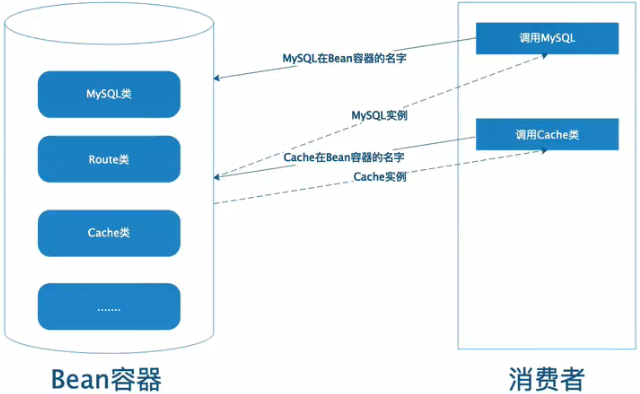 调用MySQL
MySQL在Bean容器的名字
MySQL类
MySQL实例
调用Cache类
Route类
Cache在Bean容器的名字
Cache实例
Cache类
.......
Bean容器
消费者